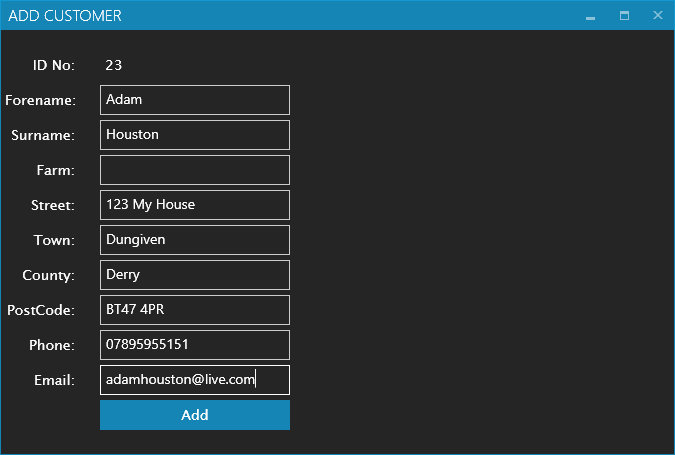 ADD CUSTOMER
ID No: 23
Forename: Adam
Surname: Houston
Farm:
Street: 123 My House
Town: Dungiven
County: Derry
PostCode: BT47 4PR
Phone: 07895955151
Email: adamhouston@live.com
Add